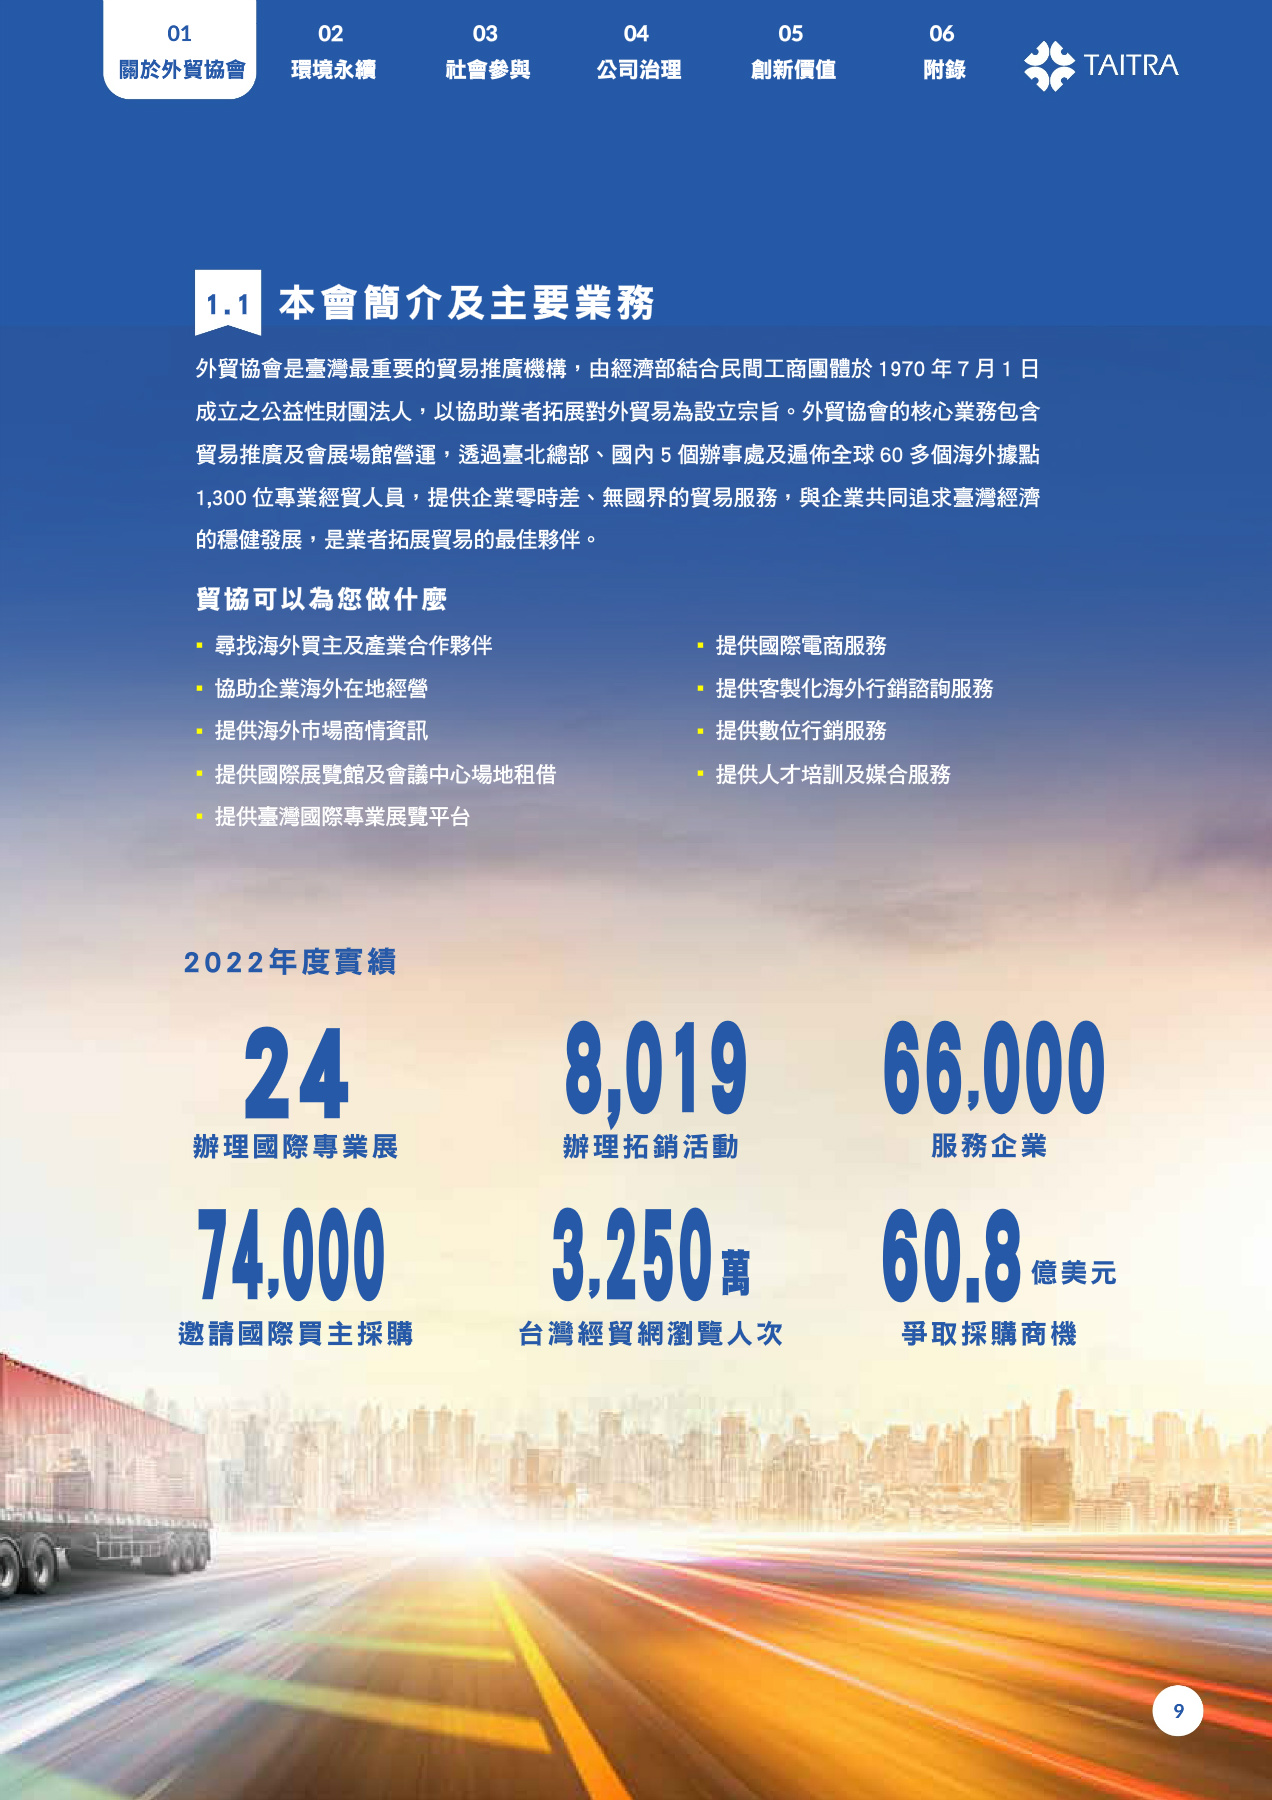 01
關於外貿協會
02
環境永續
03
社會參與
04
公司治理
05
創新價值
06
附錄
TAITRA
1.1 本會簡介及主要業務
外貿協會是臺灣最重要的貿易推廣機構，由經濟部結合民間工商團體於 1970 年 7 月 1 日
成立之公益性財團法人，以協助業者拓展對外貿易為設立宗旨。外貿協會的核心業務包含
貿易推廣及會展場館營運，透過臺北總部、國內 5 個辦事處及遍佈全球 60 多個海外據點
1,300 位專業經貿人員，提供企業零時差、無國界的貿易服務，與企業共同追求臺灣經濟
的穩健發展，是業者拓展貿易的最佳夥伴。
貿協可以為您做什麼
▪ 尋找海外買主及產業合作夥伴
▪ 協助企業海外在地經營
▪ 提供海外市場商情資訊
▪ 提供國際展覽館及會議中心場地租借
▪ 提供臺灣國際專業展覽平台
▪ 提供國際電商服務
▪ 提供客製化海外行銷諮詢服務
▪ 提供數位行銷服務
▪ 提供人才培訓及媒合服務
2022年度實績
24
辦理國際專業展
8,019
辦理拓銷活動
66,000
服務企業
74,000
邀請國際買主採購
3,250萬
台灣經貿網瀏覽人次
60.8 億美元
爭取採購商機
9